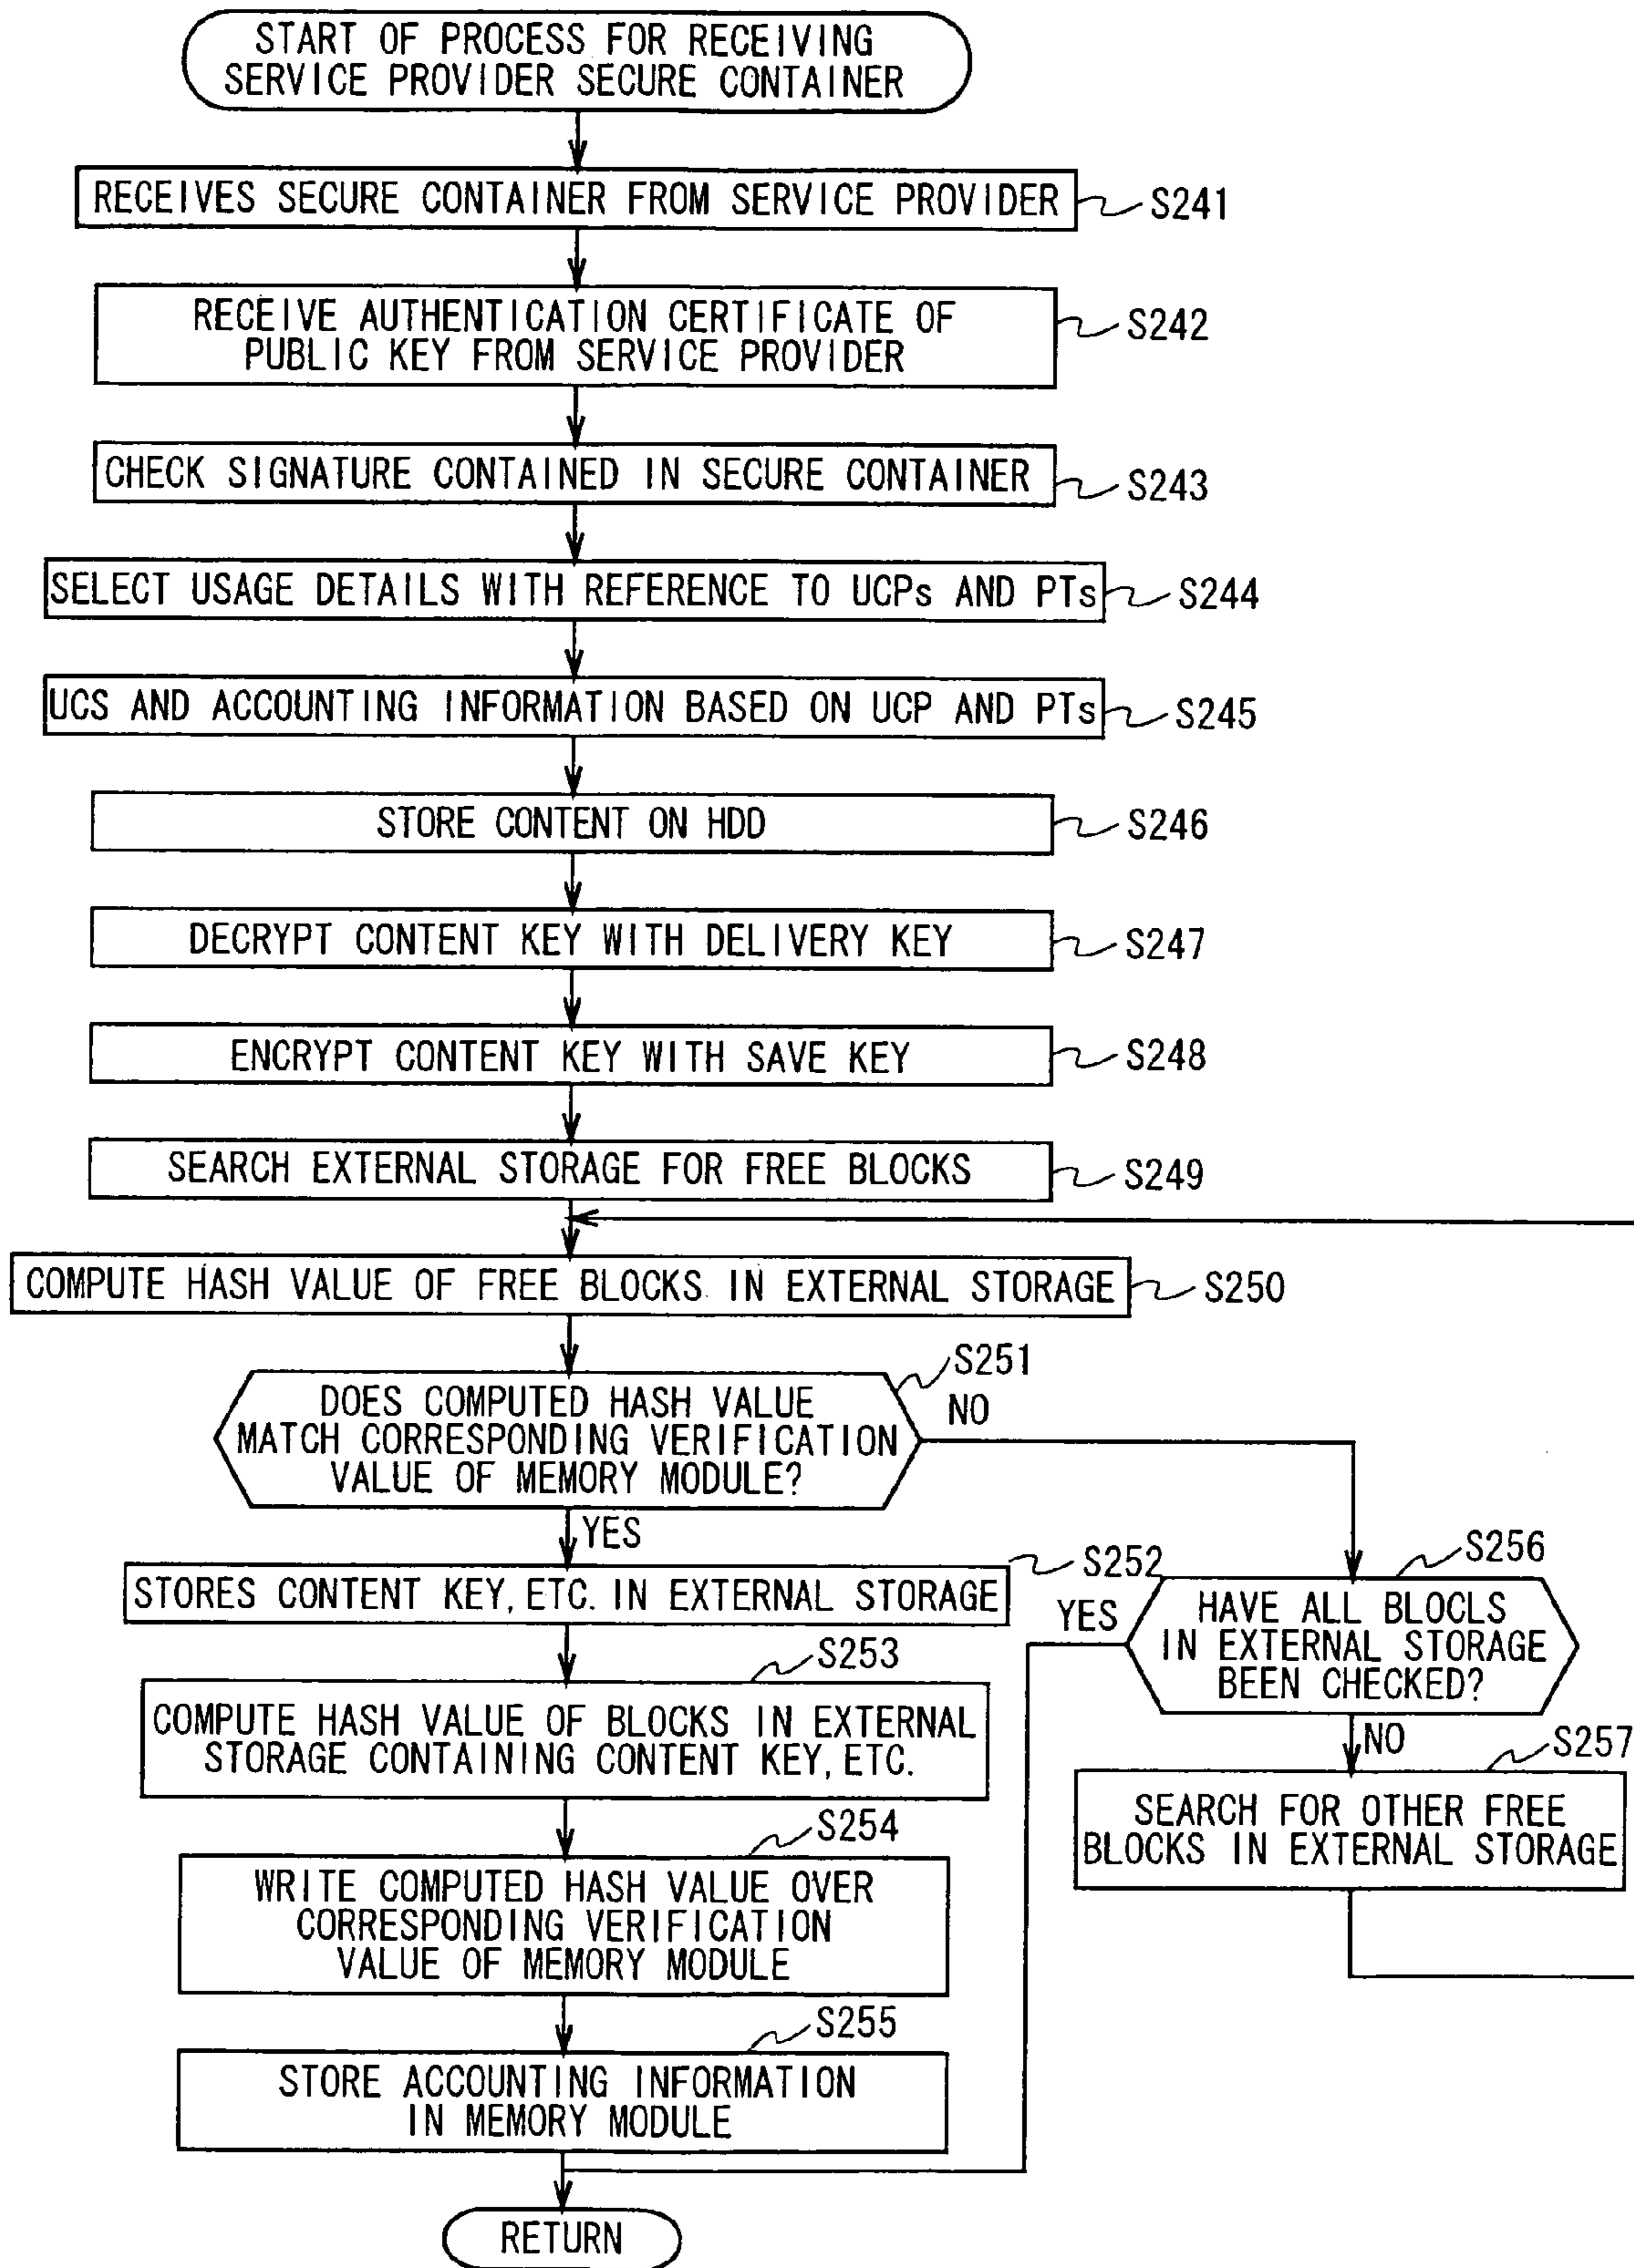 START OF PROCESS FOR RECEIVING
SERVICE PROVIDER SECURE CONTAINER
RECEIVES SECURE CONTAINER FROM SERVICE PROVIDER
S241
RECEIVE AUTHENTICATION CERTIFICATE OF
PUBLIC KEY FROM SERVICE PROVIDER
S242
CHECK SIGNATURE CONTAINED IN SECURE CONTAINER
S243
SELECT USAGE DETAILS WITH REFERENCE TO UCPs AND PTs
S244
UCS AND ACCOUNTING INFORMATION BASED ON UCP AND PTs
S245
STORE CONTENT ON HDD
S246
DECRYPT CONTENT KEY WITH DELIVERY KEY
S247
ENCRYPT CONTENT KEY WITH SAVE KEY
S248
SEARCH EXTERNAL STORAGE FOR FREE BLOCKS
S249
COMPUTE HASH VALUE OF FREE BLOCKS IN EXTERNAL STORAGE
S250
S251
DOES COMPUTED HASH VALUE
MATCH CORRESPONDING VERIFICATION
VALUE OF MEMORY MODULE?
NO
YES
S252
STORES CONTENT KEY, ETC. IN EXTERNAL STORAGE
S253
COMPUTE HASH VALUE OF BLOCKS IN EXTERNAL
STORAGE CONTAINING CONTENT KEY, ETC.
S254
WRITE COMPUTED HASH VALUE OVER
CORRESPONDING VERIFICATION
VALUE OF MEMORY MODULE
S255
STORE ACCOUNTING INFORMATION
IN MEMORY MODULE
RETURN
S256
YES
HAVE ALL BLOCLS
IN EXTERNAL STORAGE
BEEN CHECKED?
NO
S257
SEARCH FOR OTHER FREE
BLOCKS IN EXTERNAL STORAGE